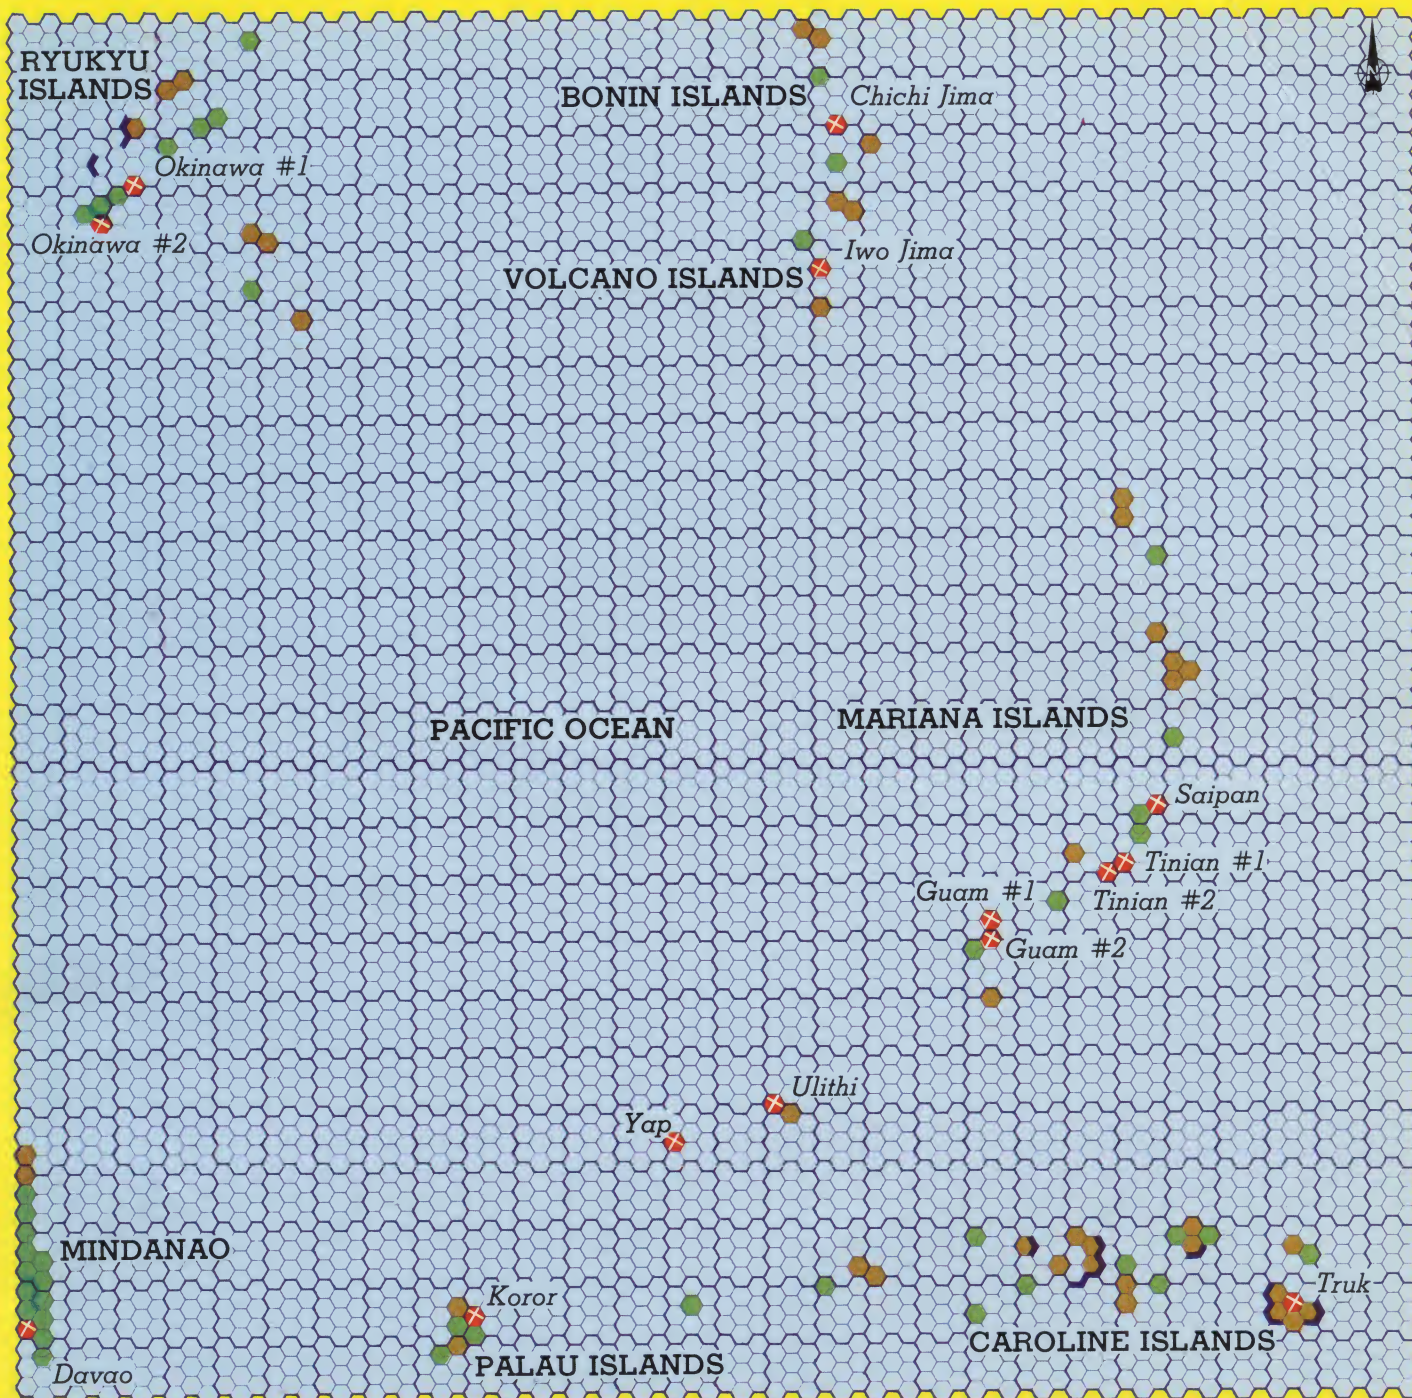 RYUKYU
ISLANDS
BONIN ISLANDS
Chichi Jima
Okinawa #1
Okinawa #2
Iwo Jima
VOLCANO ISLANDS
PACIFIC OCEAN
MARIANA ISLANDS
Saipan
Tinian #1
Guam #1
Tinian #2
Guam #2
Ulithi
Yap
MINDANAO
Koror
Truk
CAROLINE ISLANDS
PALAU ISLANDS
Davao